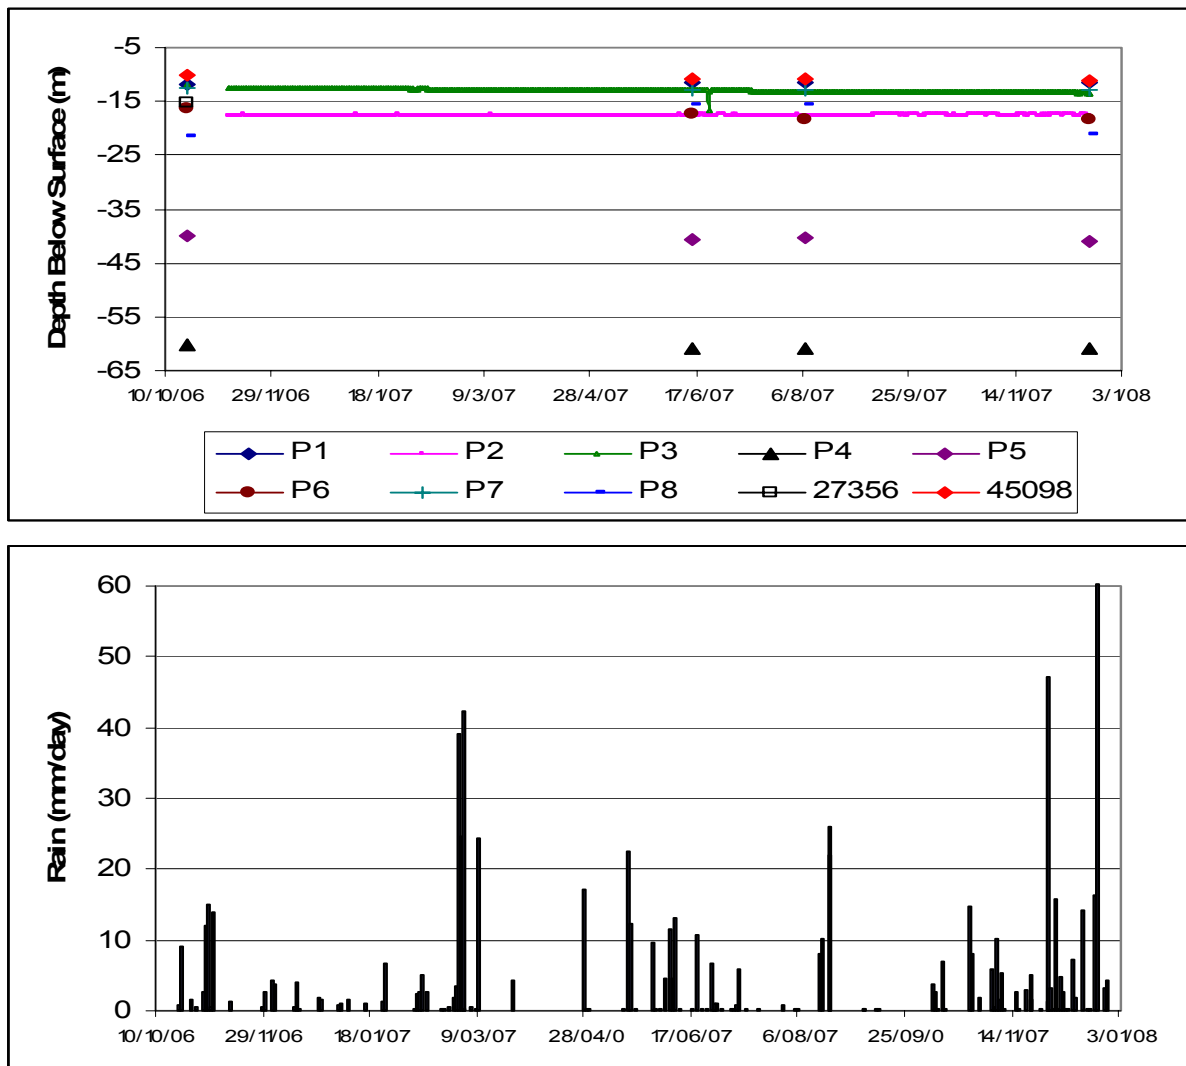 -5
-15
-25
-35
-45
-55
-65
Depth Below Surface (m)
10/10/06 29/11/06 18/1/07 9/3/07 28/4/07 17/6/07 6/8/07 25/9/07 14/11/07 3/1/08
P1 P2 P3 P4 P5
P6 P7 P8 27356 45098
60
50
40
30
20
10
0
Rain (mm/day)
10/10/06 29/11/06 18/01/07 9/03/07 28/04/0 17/06/07 6/08/07 25/09/0 14/11/07 3/01/08